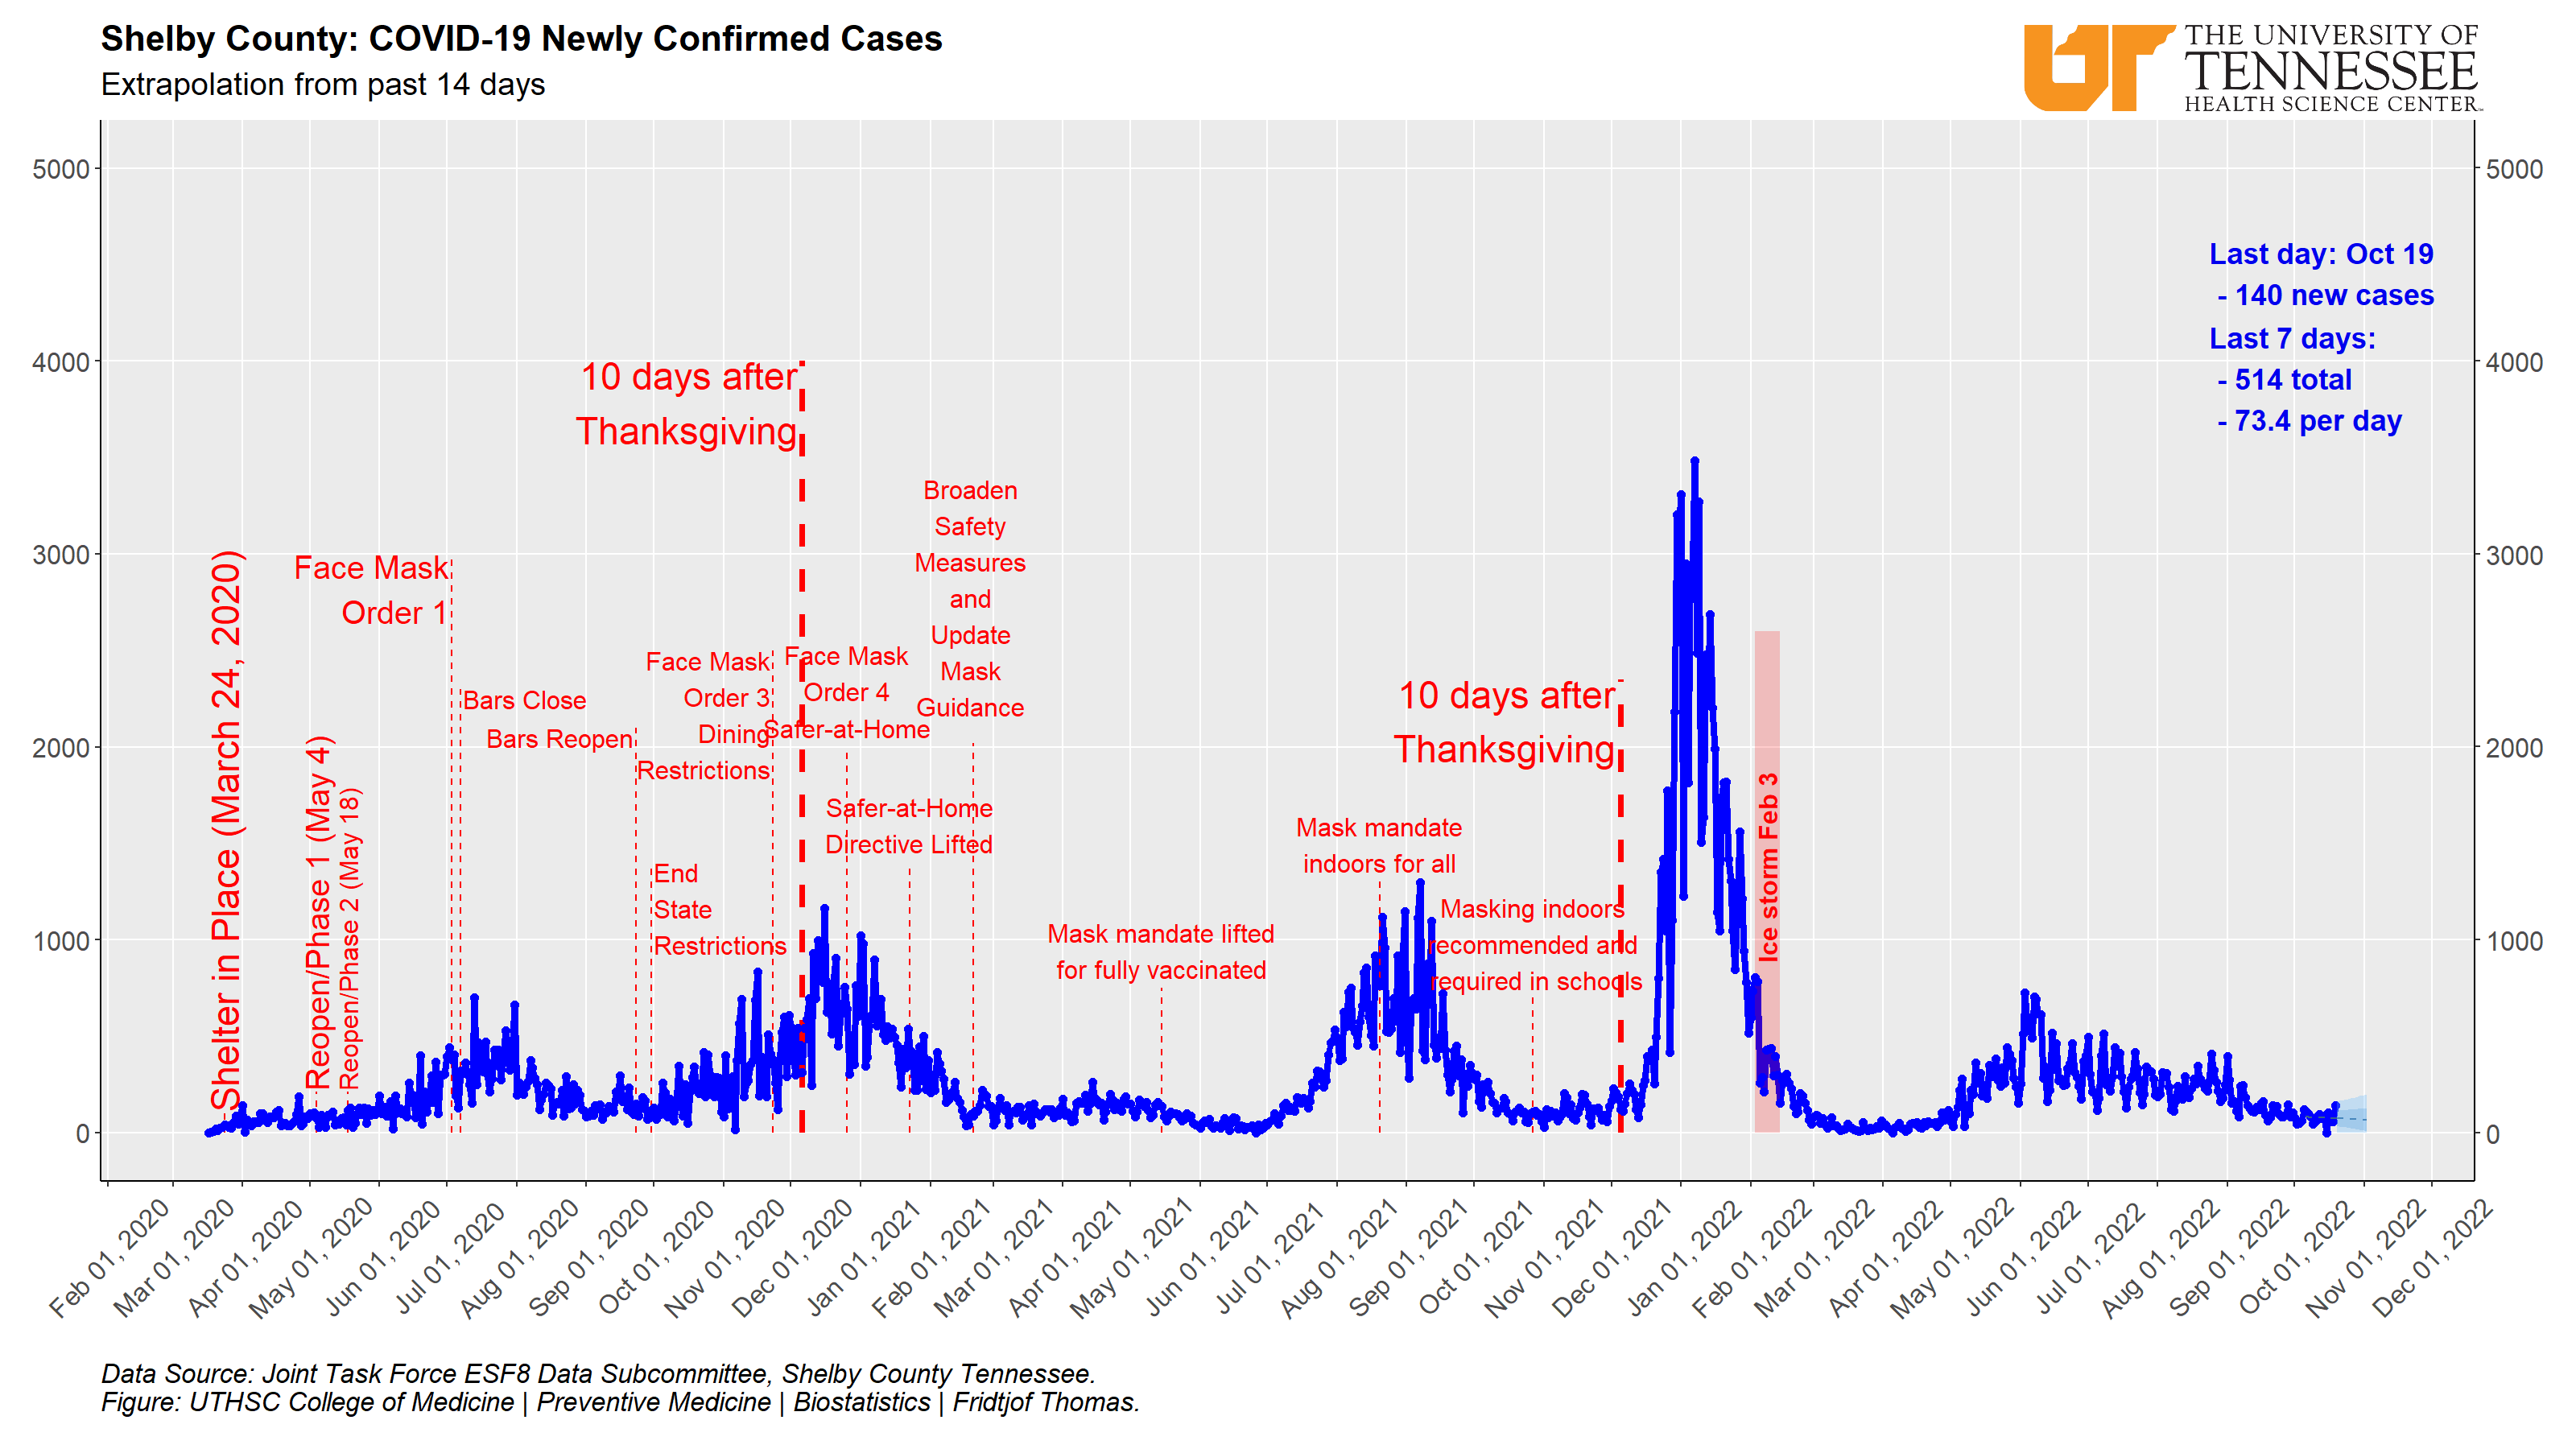 Shelby County: COVID-19 Newly Confirmed Cases
Extrapolation from past 14 days
THE UNIVERSITY OF
TENNESSEE
HEALTH SCIENCE CENTER
5000
4000
3000
2000
1000
0
5000
4000
3000
2000
1000
0
Last day: Oct 19
- 140 new cases
Last 7 days:
- 514 total
- 73.4 per day
Shelter in Place (March 24, 2020)
Reopen/Phase 1 (May 4)
Reopen/Phase 2 (May 18)
Face Mask
Order 1
Bars Close
Bars Reopen
End
State
Restrictions
Face Mask
Order 3
Dining
Restrictions
10 days after
Thanksgiving
Face Mask
Order 4
Safer-at-Home
Safer-at-Home
Directive Lifted
Broaden
Safety
Measures
and
Update
Mask
Guidance
Mask mandate lifted
for fully vaccinated
Mask mandate
indoors for all
Masking indoors
recommended and
required in schools
10 days after
Thanksgiving
Ice storm Feb 3
Feb 01, 2020
Mar 01, 2020
Apr 01, 2020
May 01, 2020
Jun 01, 2020
Jul 01, 2020
Aug 01, 2020
Sep 01, 2020
Oct 01, 2020
Nov 01, 2020
Dec 01, 2020
Jan 01, 2021
Feb 01, 2021
Mar 01, 2021
Apr 01, 2021
May 01, 2021
Jun 01, 2021
Jul 01, 2021
Aug 01, 2021
Sep 01, 2021
Oct 01, 2021
Nov 01, 2021
Dec 01, 2021
Jan 01, 2022
Feb 01, 2022
Mar 01, 2022
Apr 01, 2022
May 01, 2022
Jun 01, 2022
Jul 01, 2022
Aug 01, 2022
Sep 01, 2022
Oct 01, 2022
Nov 01, 2022
Dec 01, 2022
Data Source: Joint Task Force ESF8 Data Subcommittee, Shelby County Tennessee.
Figure: UTHSC College of Medicine | Preventive Medicine | Biostatistics | Fridtjof Thomas.